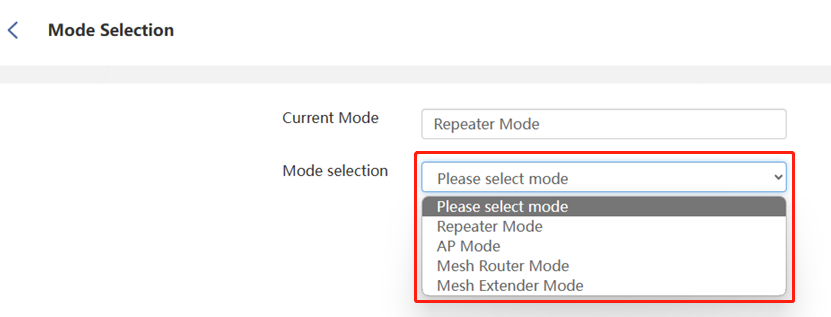 Mode Selection
Current Mode
Repeater Mode
Mode selection
Please select mode
Please select mode
Repeater Mode
AP Mode
Mesh Router Mode
Mesh Extender Mode